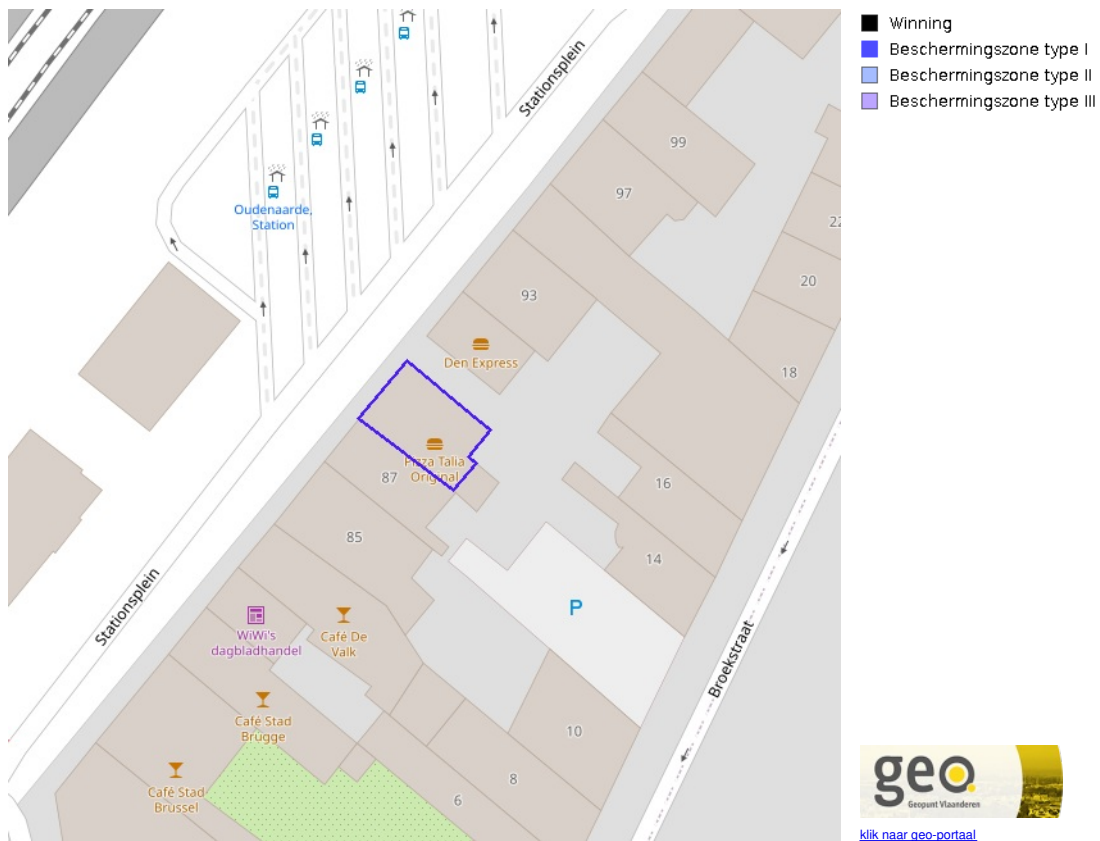 Winning
Beschermingszone type I
Beschermingszone type II
Beschermingszone type III
Stationsplein
99
97
Oudenaarde,
Station
22
20
93
Den Express
18
Pizza Talia
Original
87
16
85
14
P
Stationsplein
WiWi's
dagbladhandel
Café De
Valk
Broekstraat
Café Stad
Brugge
10
Café Stad
Brussel
8
6
geo
Geopunt Vlaanderen
klik naar geo-portaal